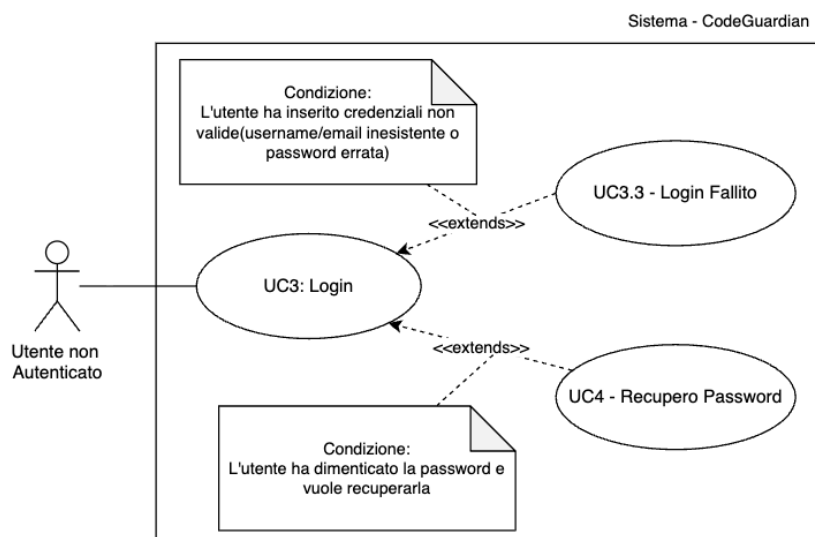 Sistema - CodeGuardian
Condizione:
L'utente ha inserito credenziali non
valide(username/email inesistente o
password errata)
UC3.3 - Login Fallito
<<extends>>
UC3: Login
Utente non
Autenticato
<<extends>>
UC4 - Recupero Password
Condizione:
L'utente ha dimenticato la password e
vuole recuperarla